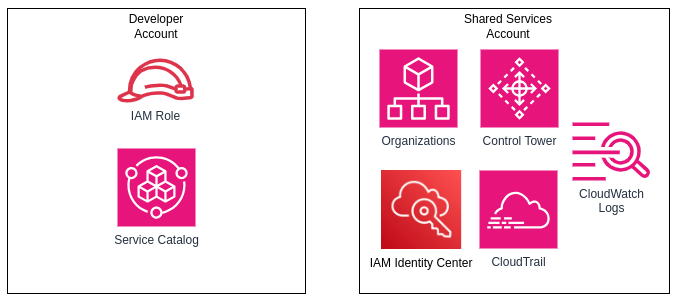 Developer
Account
IAM Role
Service Catalog
Shared Services
Account
Organizations
Control Tower
CloudWatch
Logs
IAM Identity Center
CloudTrail